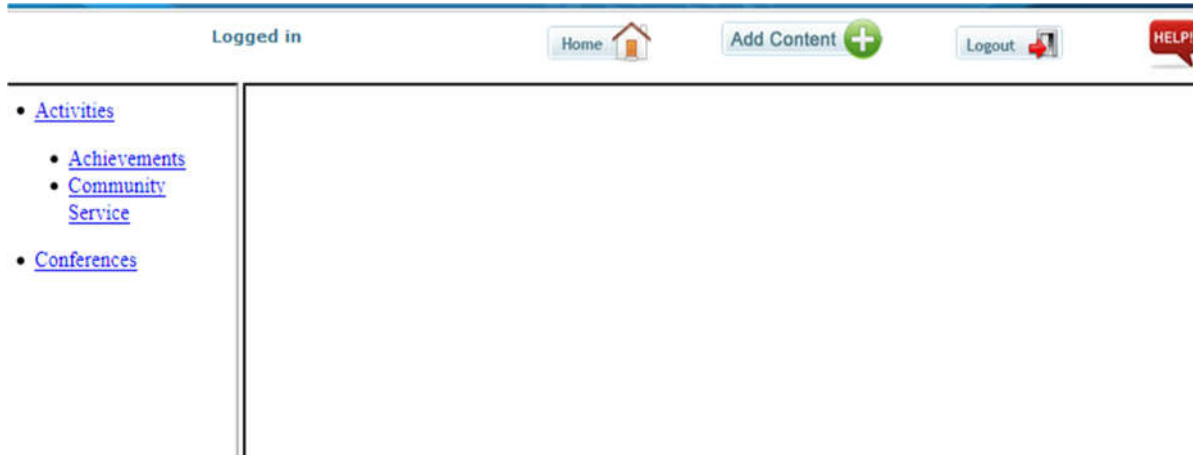 Logged in
Home
Add Content
Logout
HELP!
Activities
Achievements
Community
Service
Conferences